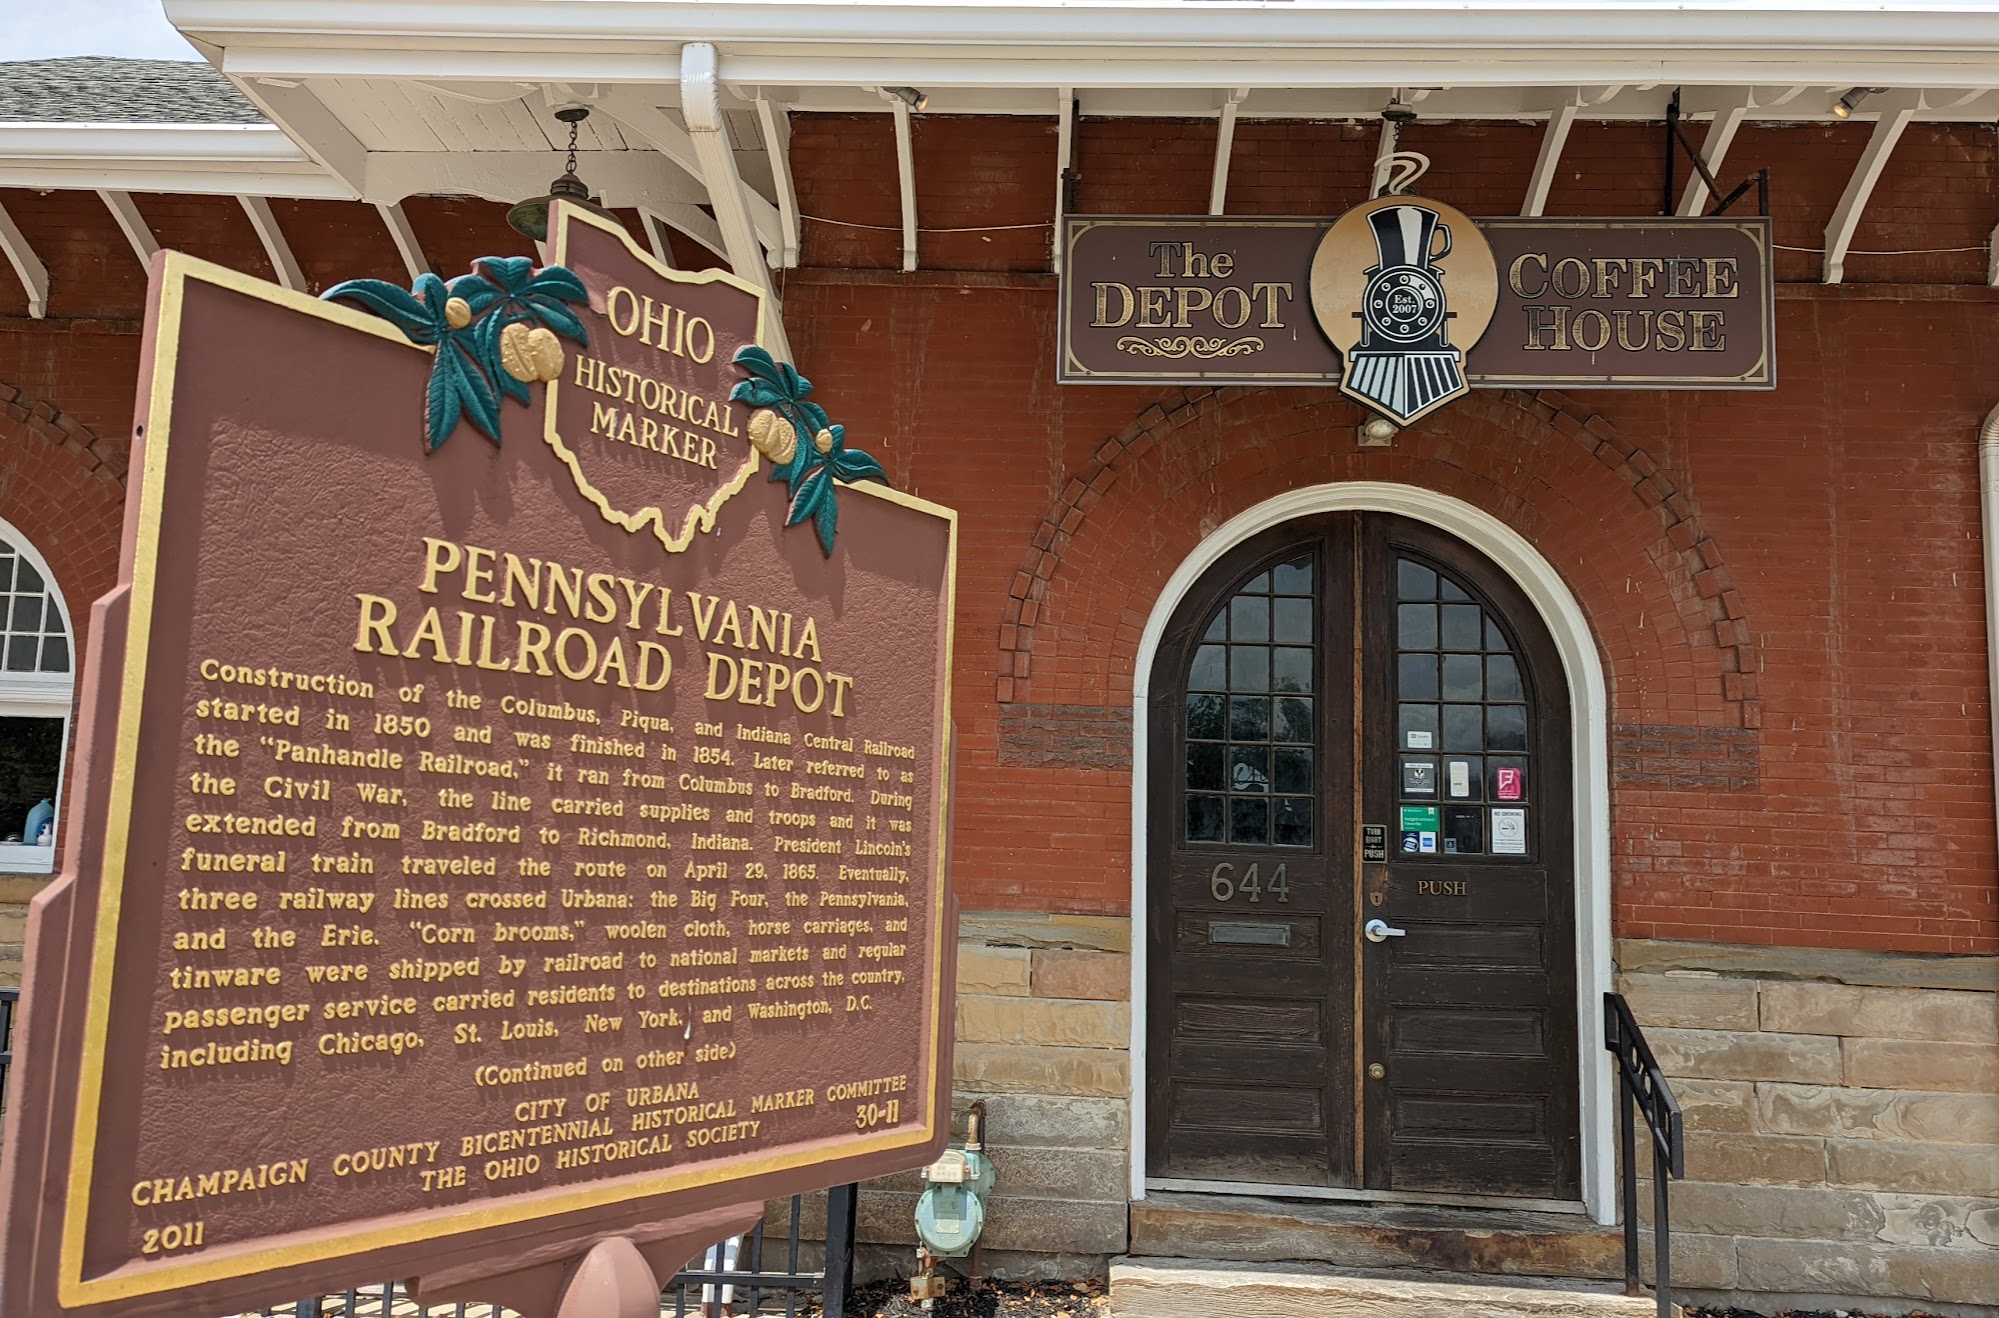 OHIO
HISTORICAL
MARKER
PENNSYLVANIA
RAILROAD DEPOT
Construction of the Columbus, Piqua, and Indiana Central Railroad
started in 1850 and was finished in 1854. Later referred to as
the “Panhandle Railroad,” it ran from Columbus to Bradford. During
the Civil War, the line carried supplies and troops and it was
extended from Bradford to Richmond, Indiana. President Lincoln's
funeral train traveled the route on April 29, 1865. Eventually,
three railway lines crossed Urbana: the Big Four, the Pennsylvania,
and the Erie. “Corn brooms,” woolen cloth, horse carriages, and
tinware were shipped by railroad to national markets and regular
passenger service carried residents to destinations across the country,
including Chicago, St. Louis, New York, and Washington, D.C.
(Continued on other side)
CITY OF URBANA
CHAMPAIGN COUNTY BICENTENNIAL HISTORICAL MARKER COMMITTEE
THE OHIO HISTORICAL SOCIETY
30-11
2011
The
DEPOT
Est.
2007
COFFEE
HOUSE
TURN
RIGHT
PUSH
644
PUSH
NO SMOKING